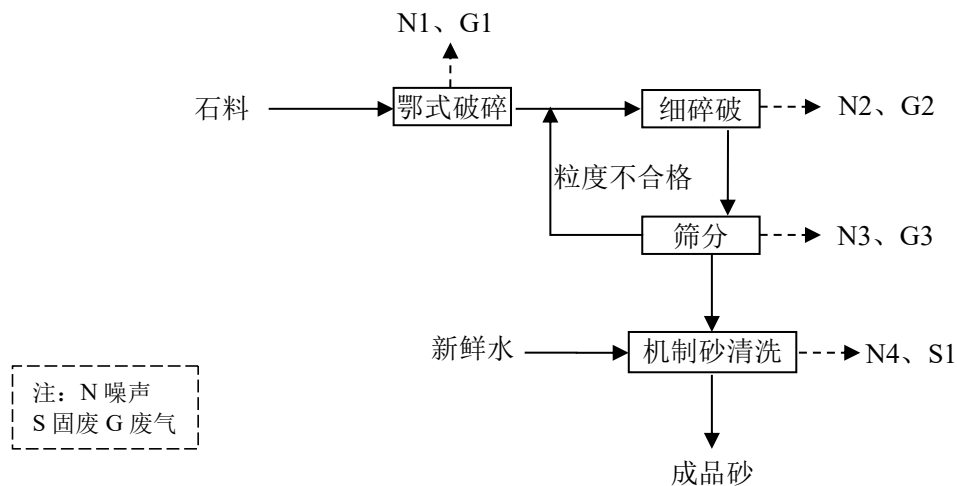 N1、G1
石料
鄂式破碎
细碎破
N2、G2
粒度不合格
筛分
N3、G3
新鲜水
机制砂清洗
N4、S1
注：N 噪声
S 固废 G 废气
成品砂